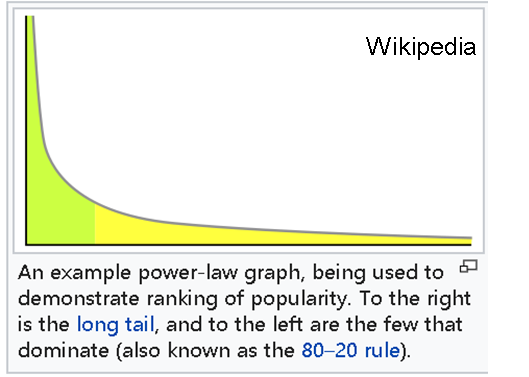 Wikipedia
An example power-law graph, being used to
demonstrate ranking of popularity. To the right
is the long tail, and to the left are the few that
dominate (also known as the 80–20 rule).